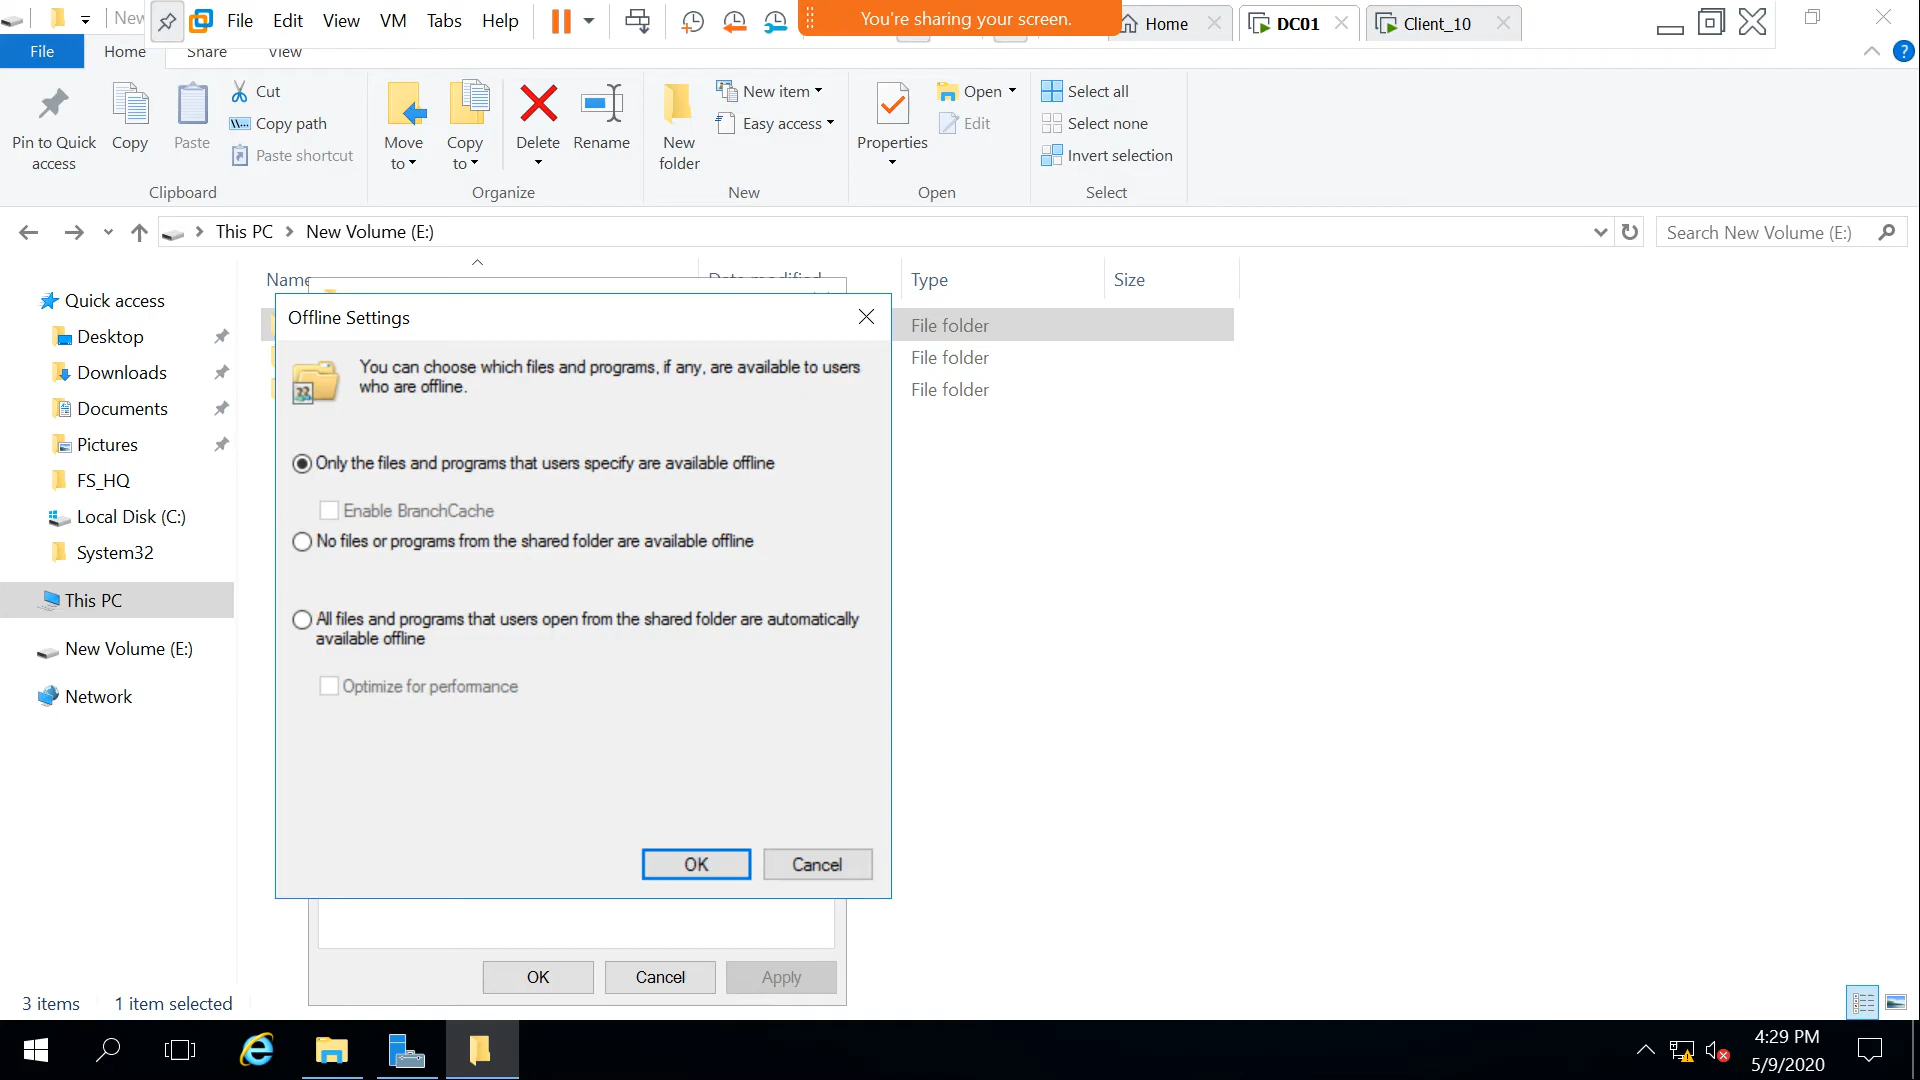 New
File
Edit
View
VM
Tabs
Help
You're sharing your screen.
Home
DC01
Client_10
File
Home
Share
View
?
Pin to Quick
access
Copy
Paste
Cut
Copy path
Paste shortcut
Clipboard
Move
to
Copy
to
Delete
Rename
Organize
New
folder
New item
Easy access
New
Properties
Open
Edit
Open
Select all
Select none
Invert selection
Select
This PC
New Volume (E:)
Search New Volume (E:)
Name
Date modified
Type
Size
File folder
File folder
File folder
Quick access
Desktop
Downloads
Documents
Pictures
FS_HQ
Local Disk (C:)
System32
This PC
New Volume (E:)
Network
Offline Settings
You can choose which files and programs, if any, are available to users
who are offline.
Only the files and programs that users specify are available offline
Enable BranchCache
No files or programs from the shared folder are available offline
All files and programs that users open from the shared folder are automatically
available offline
Optimize for performance
OK
Cancel
OK
Cancel
Apply
3 items
1 item selected
4:29 PM
5/9/2020